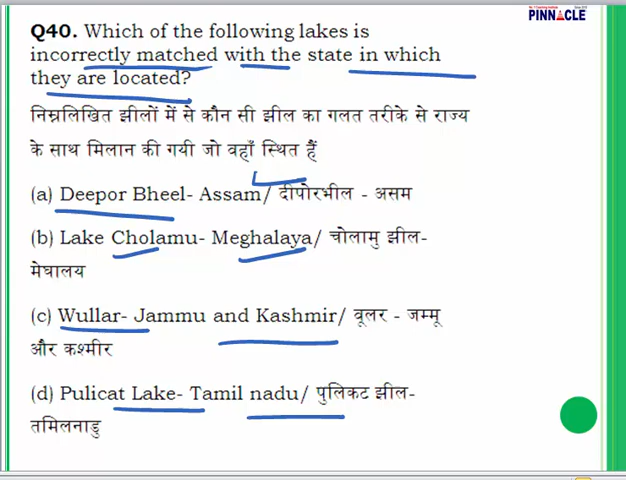 PINNACLE
Q40. Which of the following lakes is
incorrectly matched with the state in which
they are located?
निम्नलिखित झीलों में से कौन सी झील का गलत तरीके से राज्य
के साथ मिलान की गयी जो वहाँ स्थित हैं
(a) Deepor Bheel- Assam/ दीपोरभील - असम
(b) Lake Cholamu- Meghalaya/ चोलामु झील-
मेघालय
(c) Wullar- Jammu and Kashmir/ वूलर - जम्मू
और कश्मीर
(d) Pulicat Lake- Tamil nadu/ पुलिकट झील-
तमिलनाडु